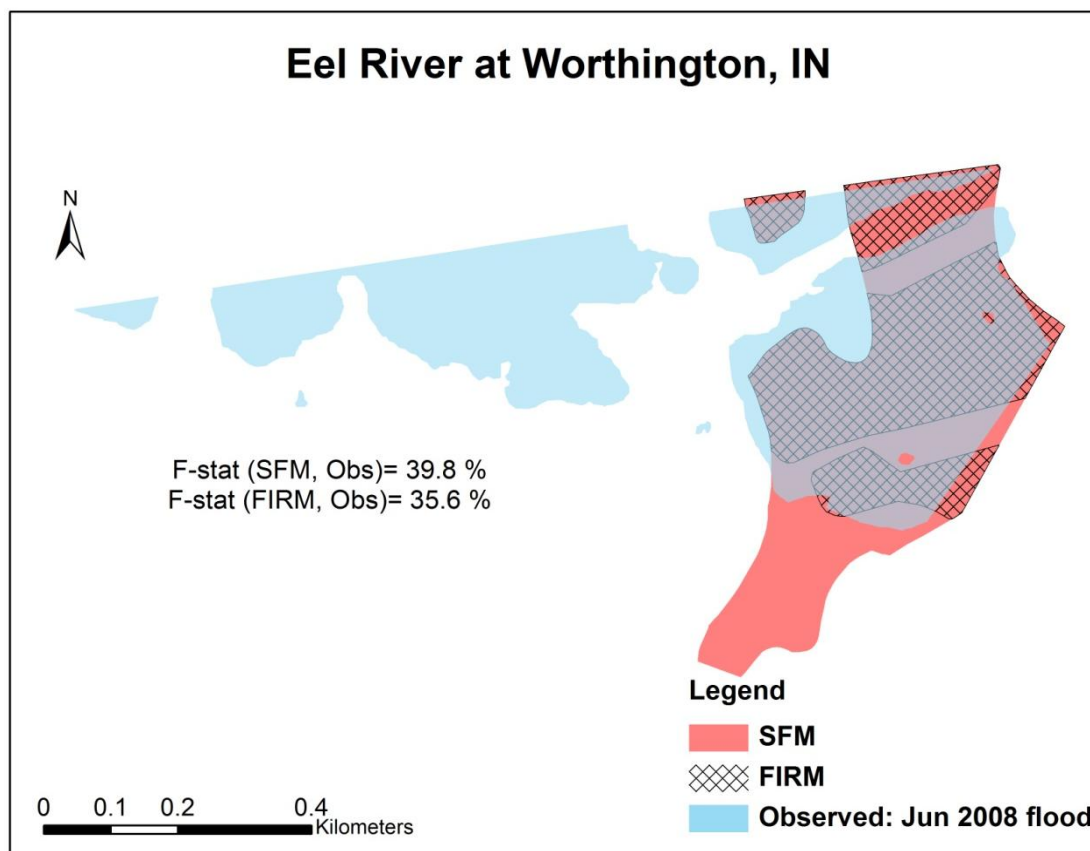 Eel River at Worthington, IN
N
F-stat (SFM, Obs)= 39.8 %
F-stat (FIRM, Obs)= 35.6 %
Legend
SFM
FIRM
Observed: Jun 2008 flood
0 0.1 0.2 0.4
Kilometers